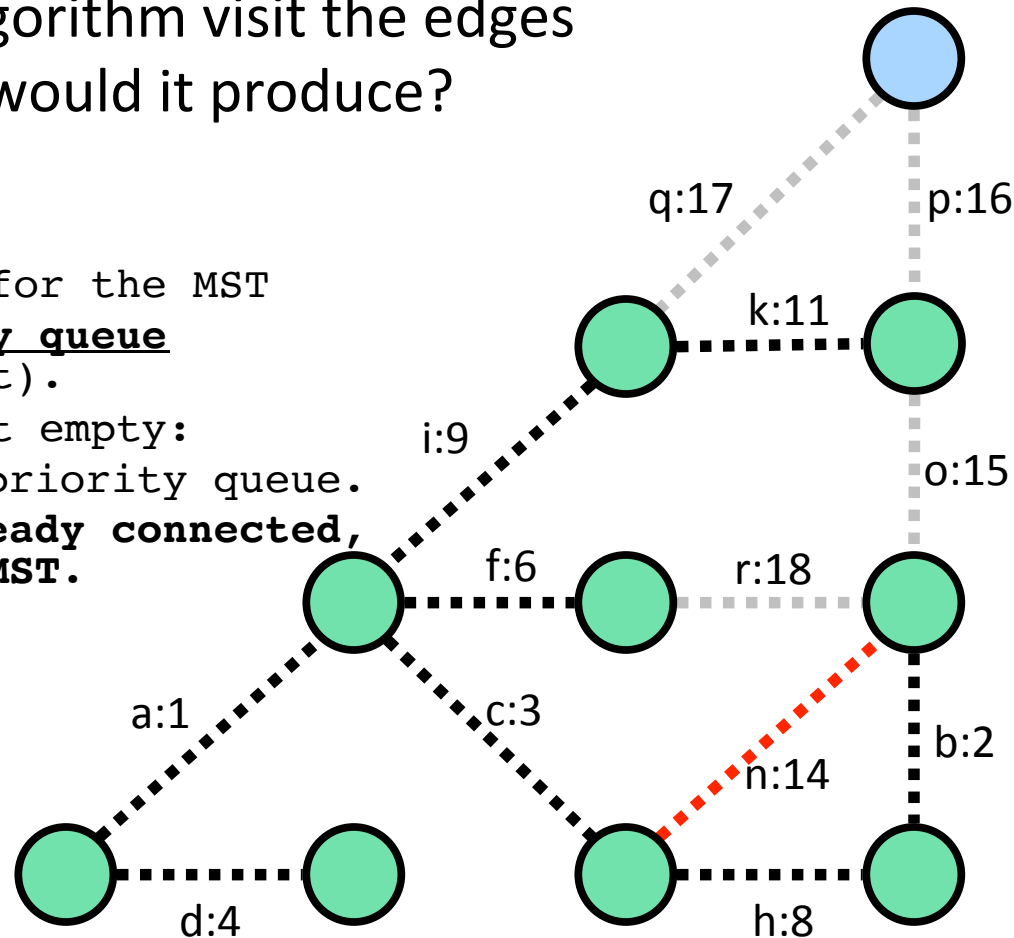 gorithm visit the edges
would it produce?
for the MST
y queue
t).
t empty:
priority queue.
eady connected,
MST.
q:17
p:16
k:11
i:9
o:15
f:6
r:18
a:1
c:3
b:2
n:14
d:4
h:8